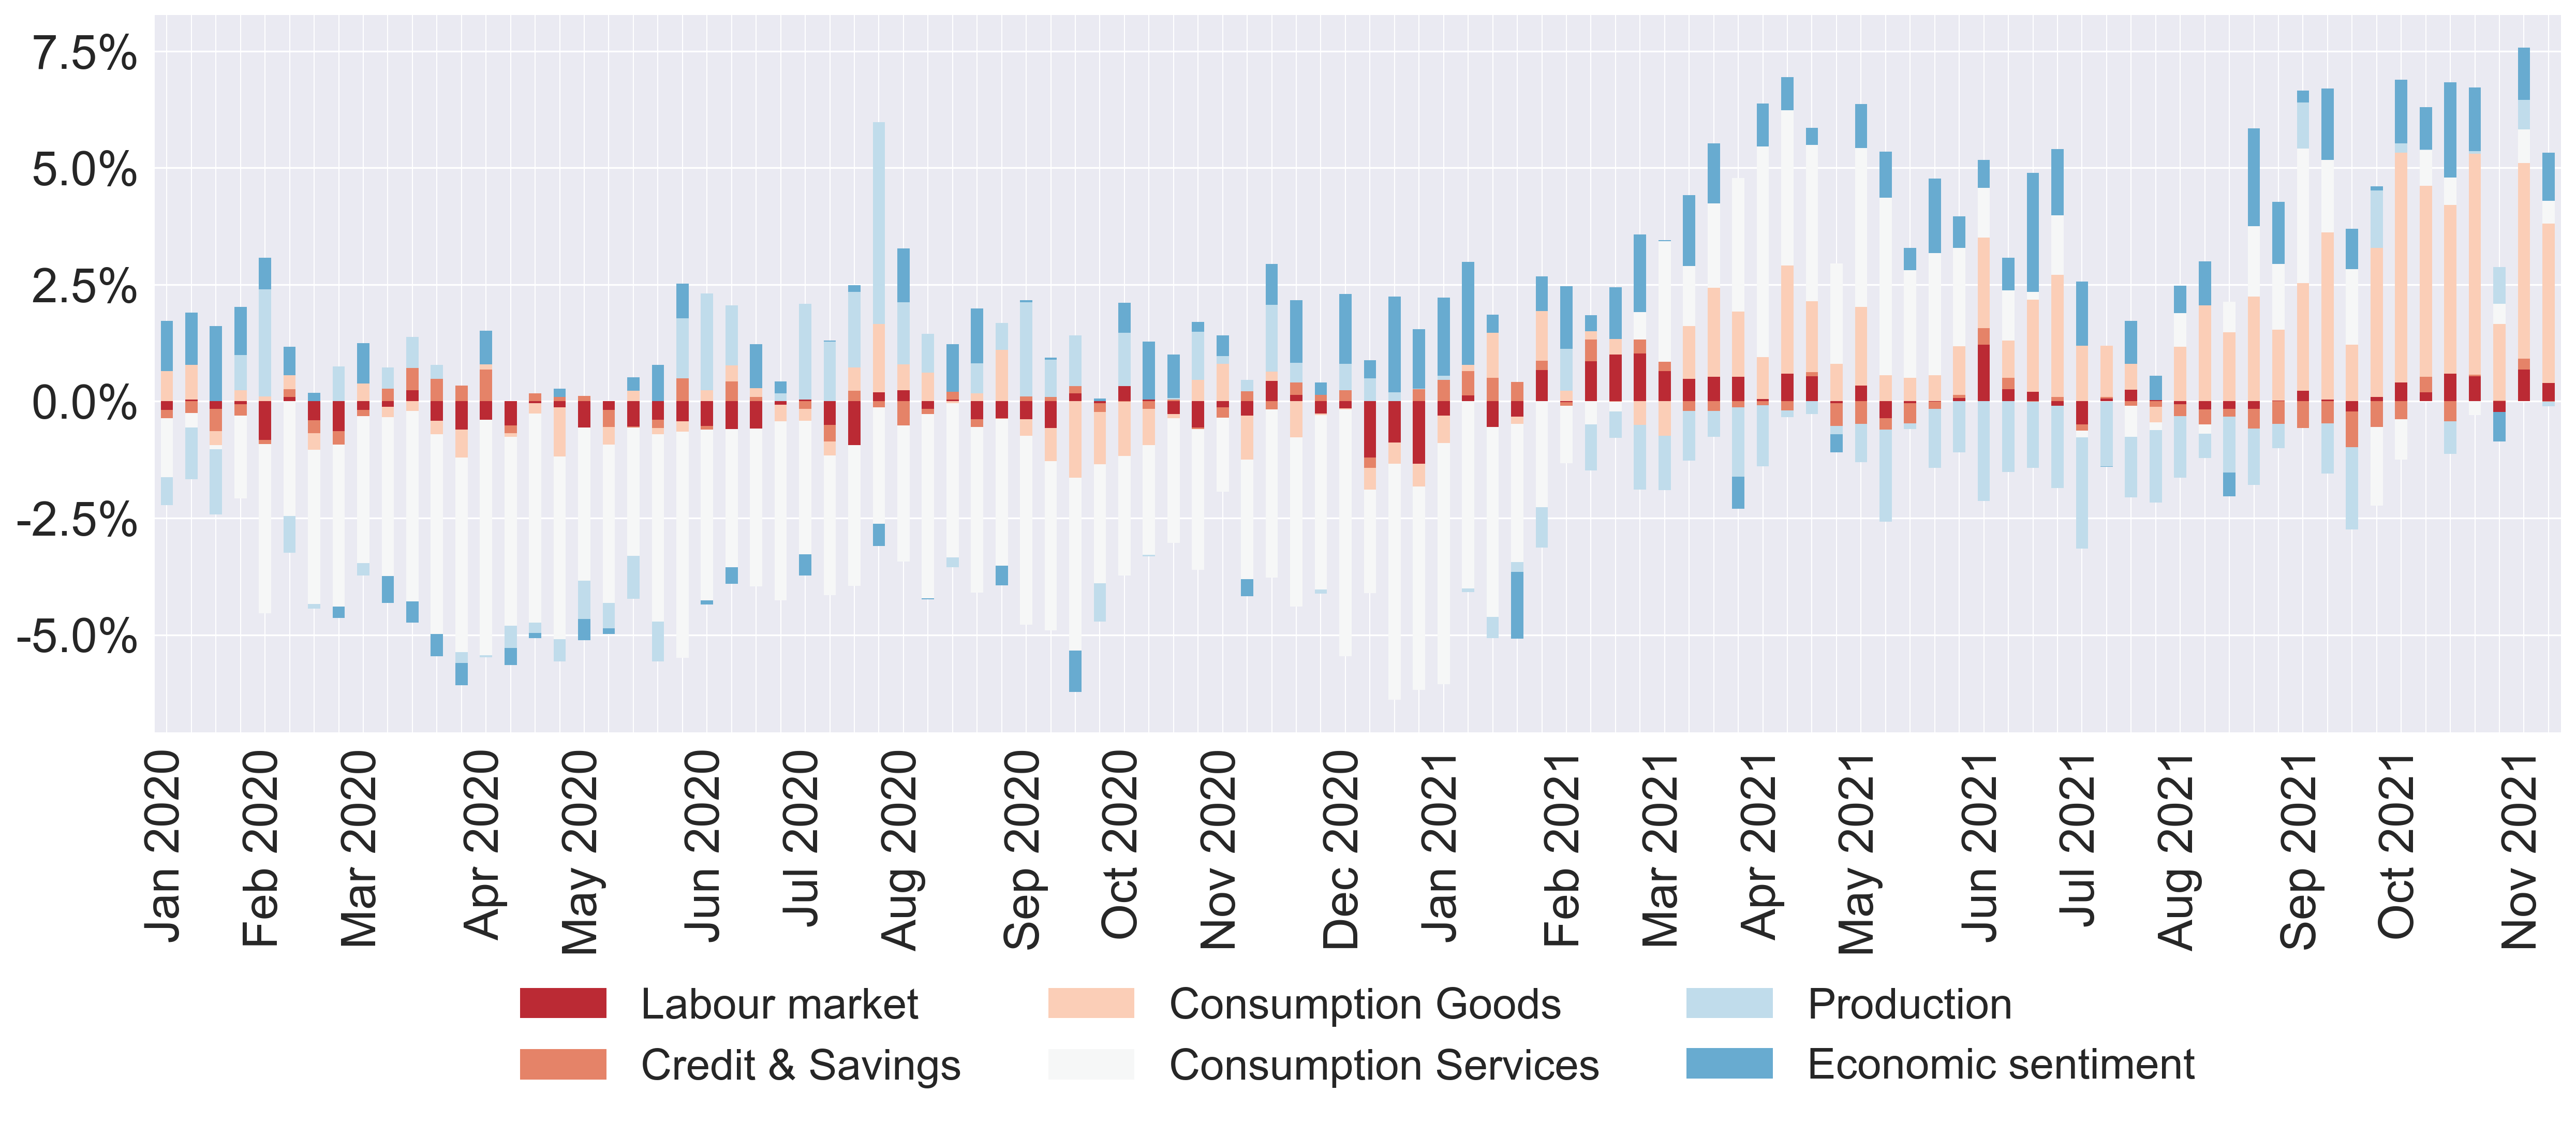 7.5%
5.0%
2.5%
0.0%
-2.5%
-5.0%
Jan 2020
Feb 2020
Mar 2020
Apr 2020
May 2020
Jun 2020
Jul 2020
Aug 2020
Sep 2020
Oct 2020
Nov 2020
Dec 2020
Jan 2021
Feb 2021
Mar 2021
Apr 2021
May 2021
Jun 2021
Jul 2021
Aug 2021
Sep 2021
Oct 2021
Nov 2021
Labour market
Consumption Goods
Production
Credit & Savings
Consumption Services
Economic sentiment